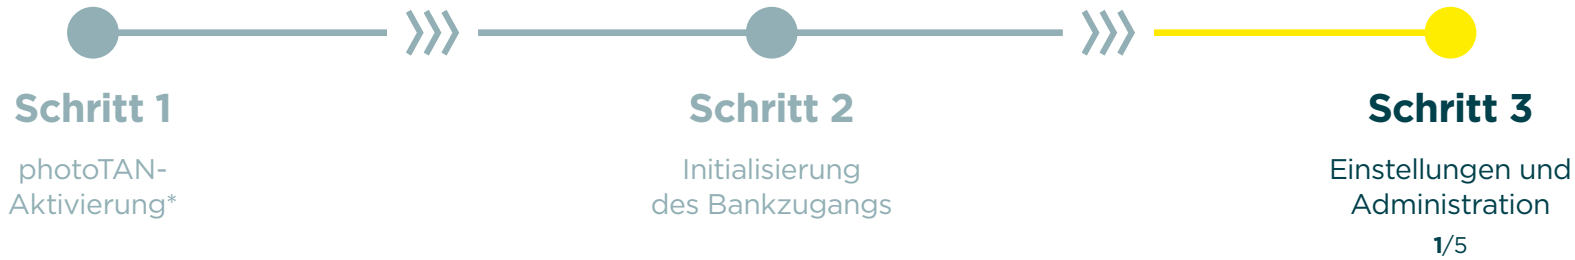 Schritt 1
photoTAN-
Aktivierung*
Schritt 2
Initialisierung
des Bankzugangs
Schritt 3
Einstellungen und
Administration
1/5